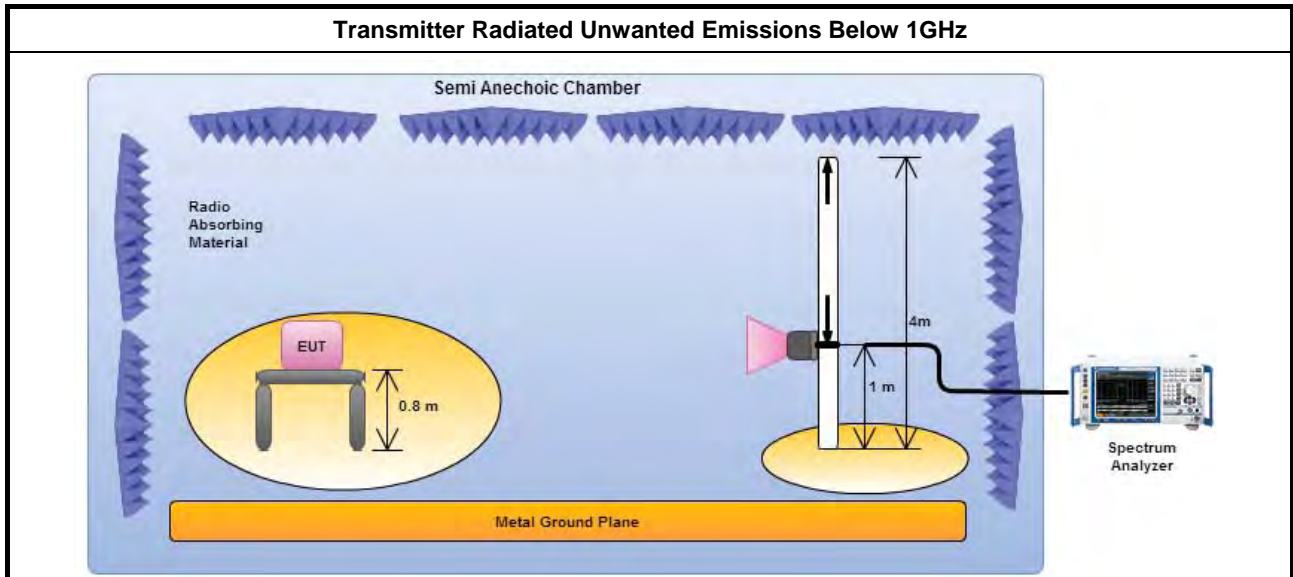 Transmitter Radiated Unwanted Emissions Below 1GHz
Semi Anechoic Chamber
Radio
Absorbing
Material
EUT
0.8 m
4m
1 m
Spectrum
Analyzer
Metal Ground Plane